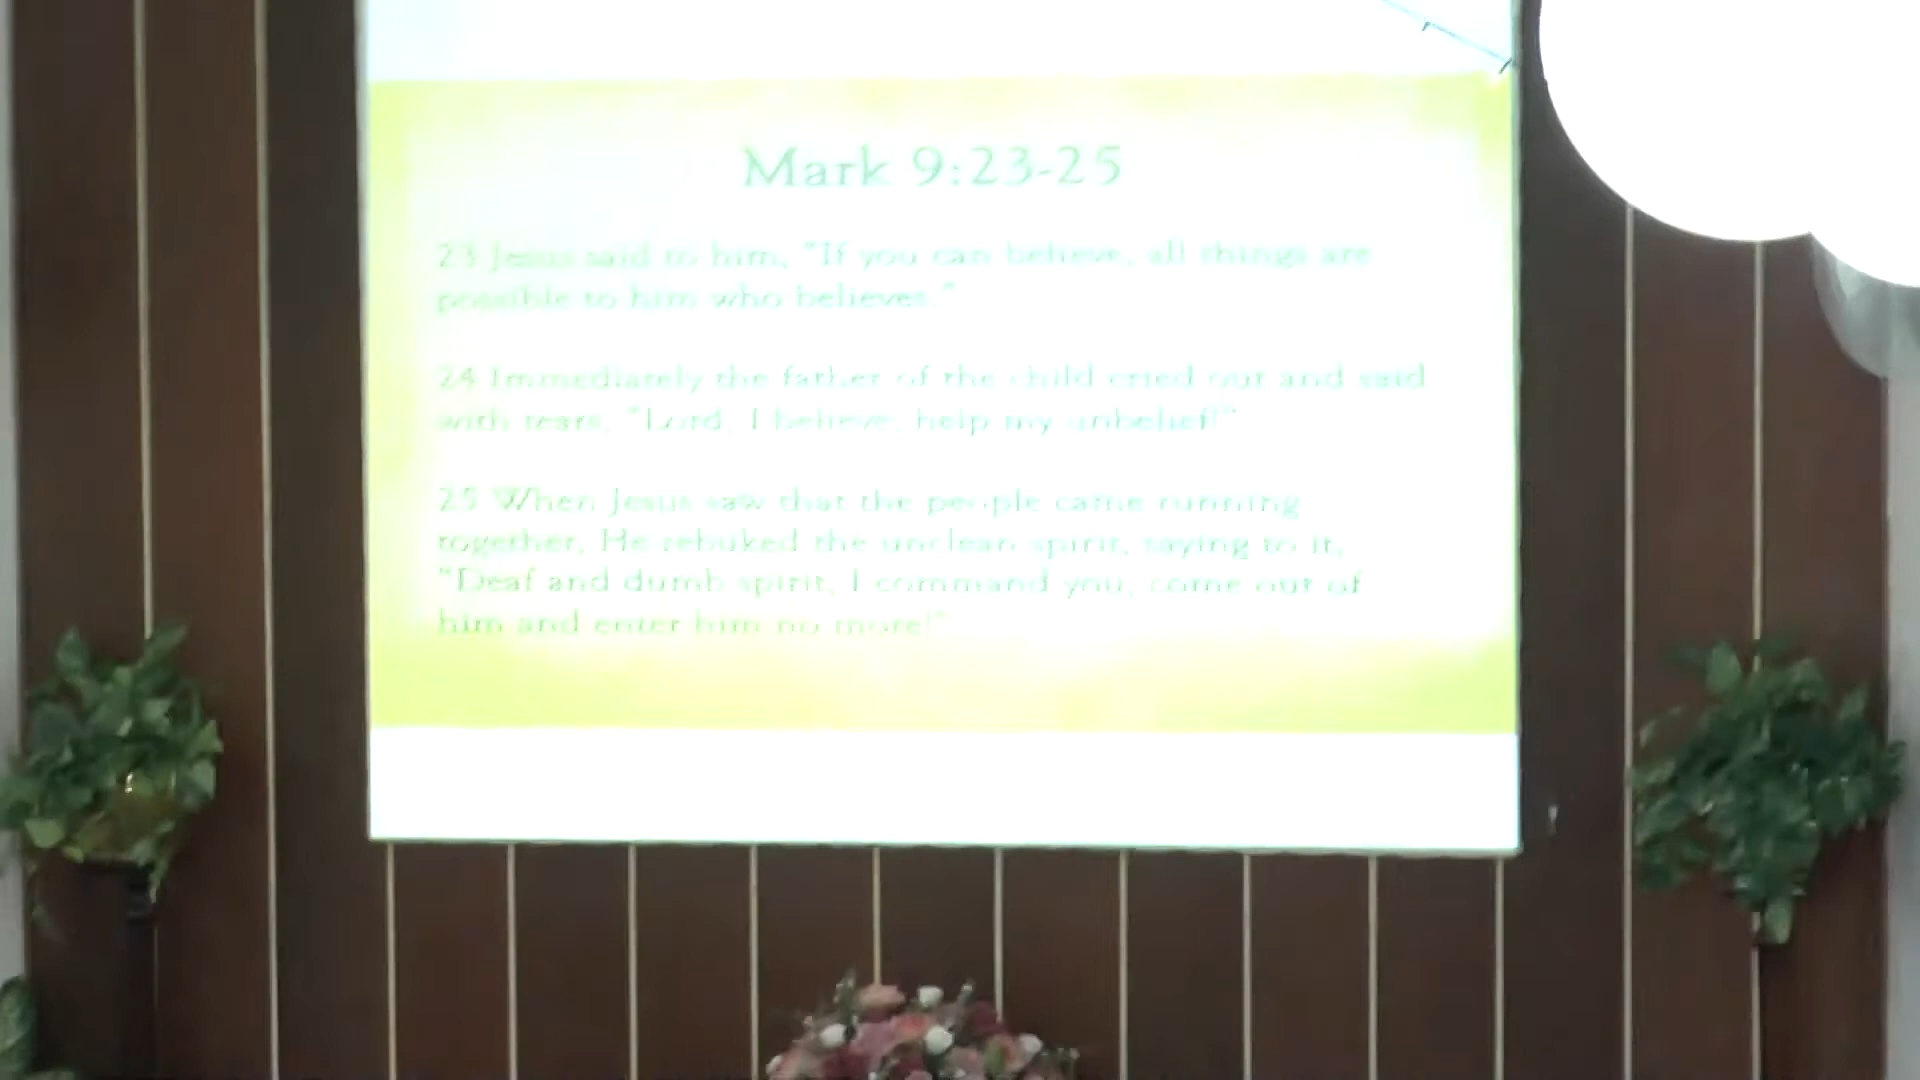 Mark 9:23-25
23 Jesus said to him, "If you can believe, all things are
possible to him who believes."
24 Immediately the father of the child cried out and said
with tears, "Lord, I believe; help my unbelief!"
25 When Jesus saw that the people came running
together, He rebuked the unclean spirit, saying to it,
"Deaf and dumb spirit, I command you, come out of
him and enter him no more!"